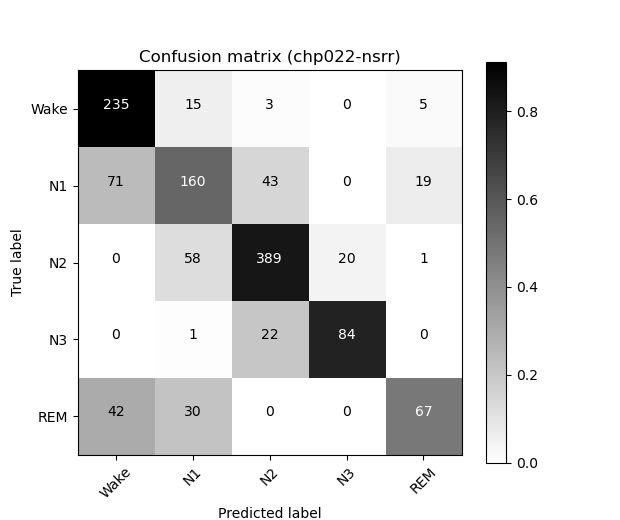 Confusion matrix (chp022-nsrr)
True label
Wake 235 15 3 0 5
N1 71 160 43 0 19
N2 0 58 389 20 1
N3 0 1 22 84 0
REM 42 30 0 0 67
Wake N1 N2 N3 REM
Predicted label
0.8
0.6
0.4
0.2
0.0